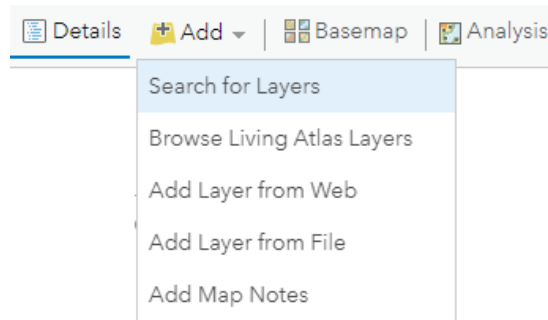 Details Add Basemap Analysis
Search for Layers
Browse Living Atlas Layers
Add Layer from Web
Add Layer from File
Add Map Notes